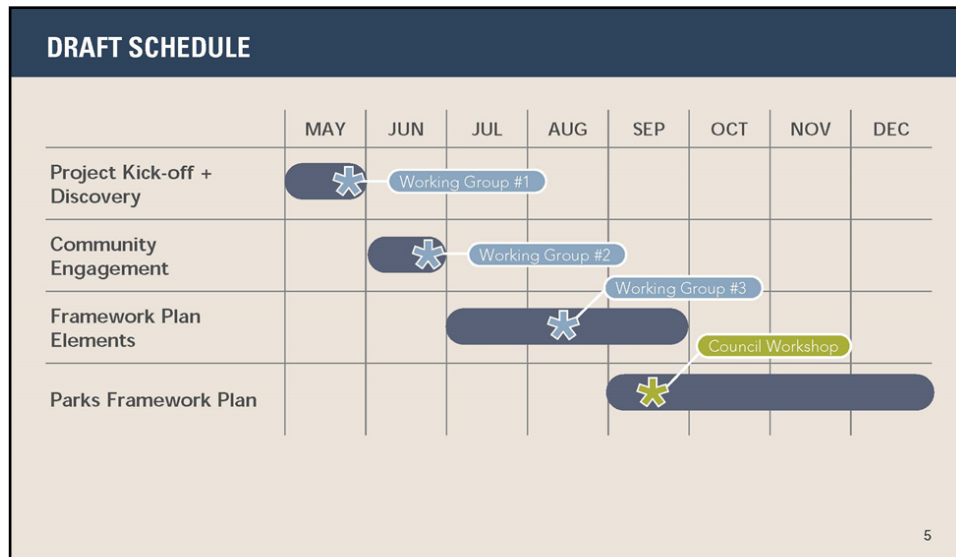 DRAFT SCHEDULE
MAY JUN JUL AUG SEP OCT NOV DEC
Project Kick-off +
Discovery
Working Group #1
Community
Engagement
Working Group #2
Working Group #3
Framework Plan
Elements
Council Workshop
Parks Framework Plan
5